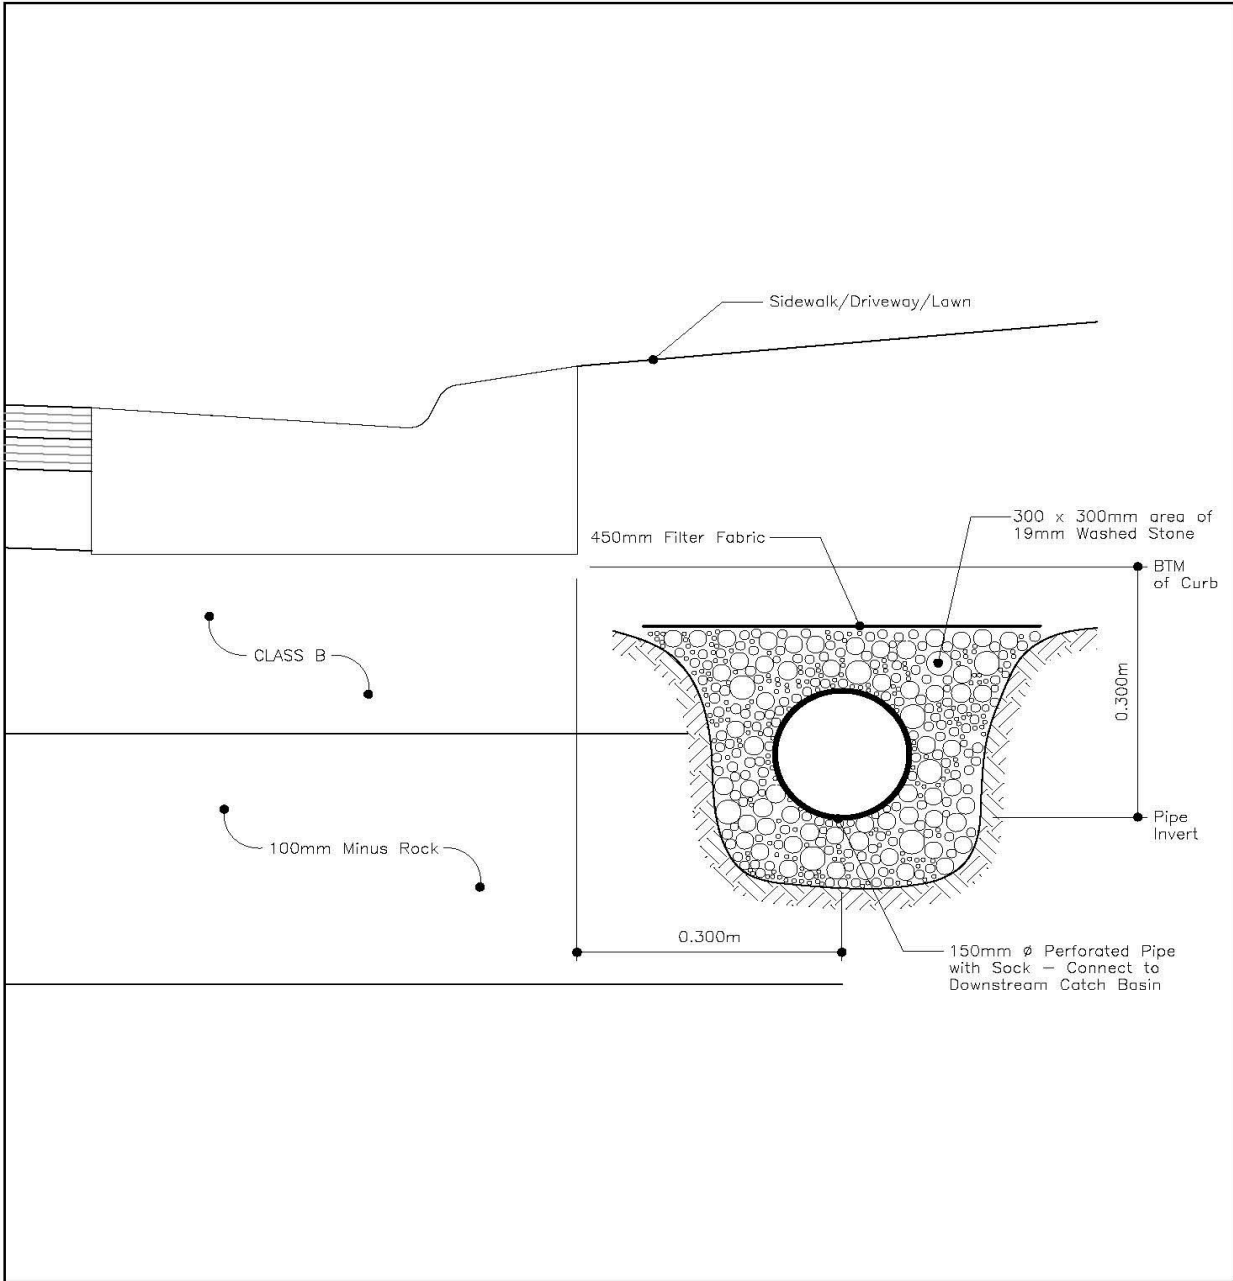 Sidewalk/Driveway/Lawn
300 x 300mm area of
19mm Washed Stone
450mm Filter Fabric
BTM
of Curb
CLASS B
0.300m
100mm Minus Rock
Pipe
Invert
0.300m
150mm ø Perforated Pipe
with Sock – Connect to
Downstream Catch Basin